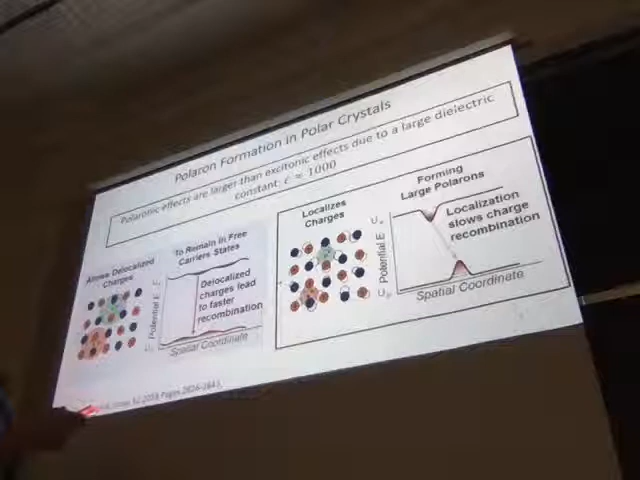 Polaron Formation in Polar Crystals
Polaronic effects are larger than excitonic effects due to a large dielectric
constant: ε ≈ 1000
Allows Delocalized
Charges
To Remain in Free
Carriers States
Delocalized
charges lead
to faster
recombination
Potential E
Spatial Coordinate
Localizes
Charges
Forming
Large Polarons
Localization
slows charge
recombination
Potential E
Spatial Coordinate